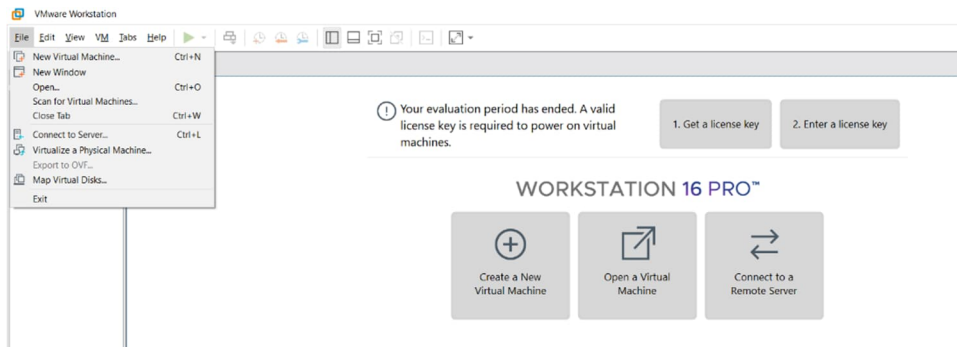 VMware Workstation
File Edit View VM Tabs Help
New Virtual Machine... Ctrl+N
New Window
Open... Ctrl+O
Scan for Virtual Machines...
Close Tab Ctrl+W
Connect to Server... Ctrl+L
Virtualize a Physical Machine...
Export to OVF...
Map Virtual Disks...
Exit
Your evaluation period has ended. A valid
license key is required to power on virtual
machines.
1. Get a license key 2. Enter a license key
WORKSTATION 16 PRO™
Create a New Open a Virtual Connect to a
Virtual Machine Machine Remote Server